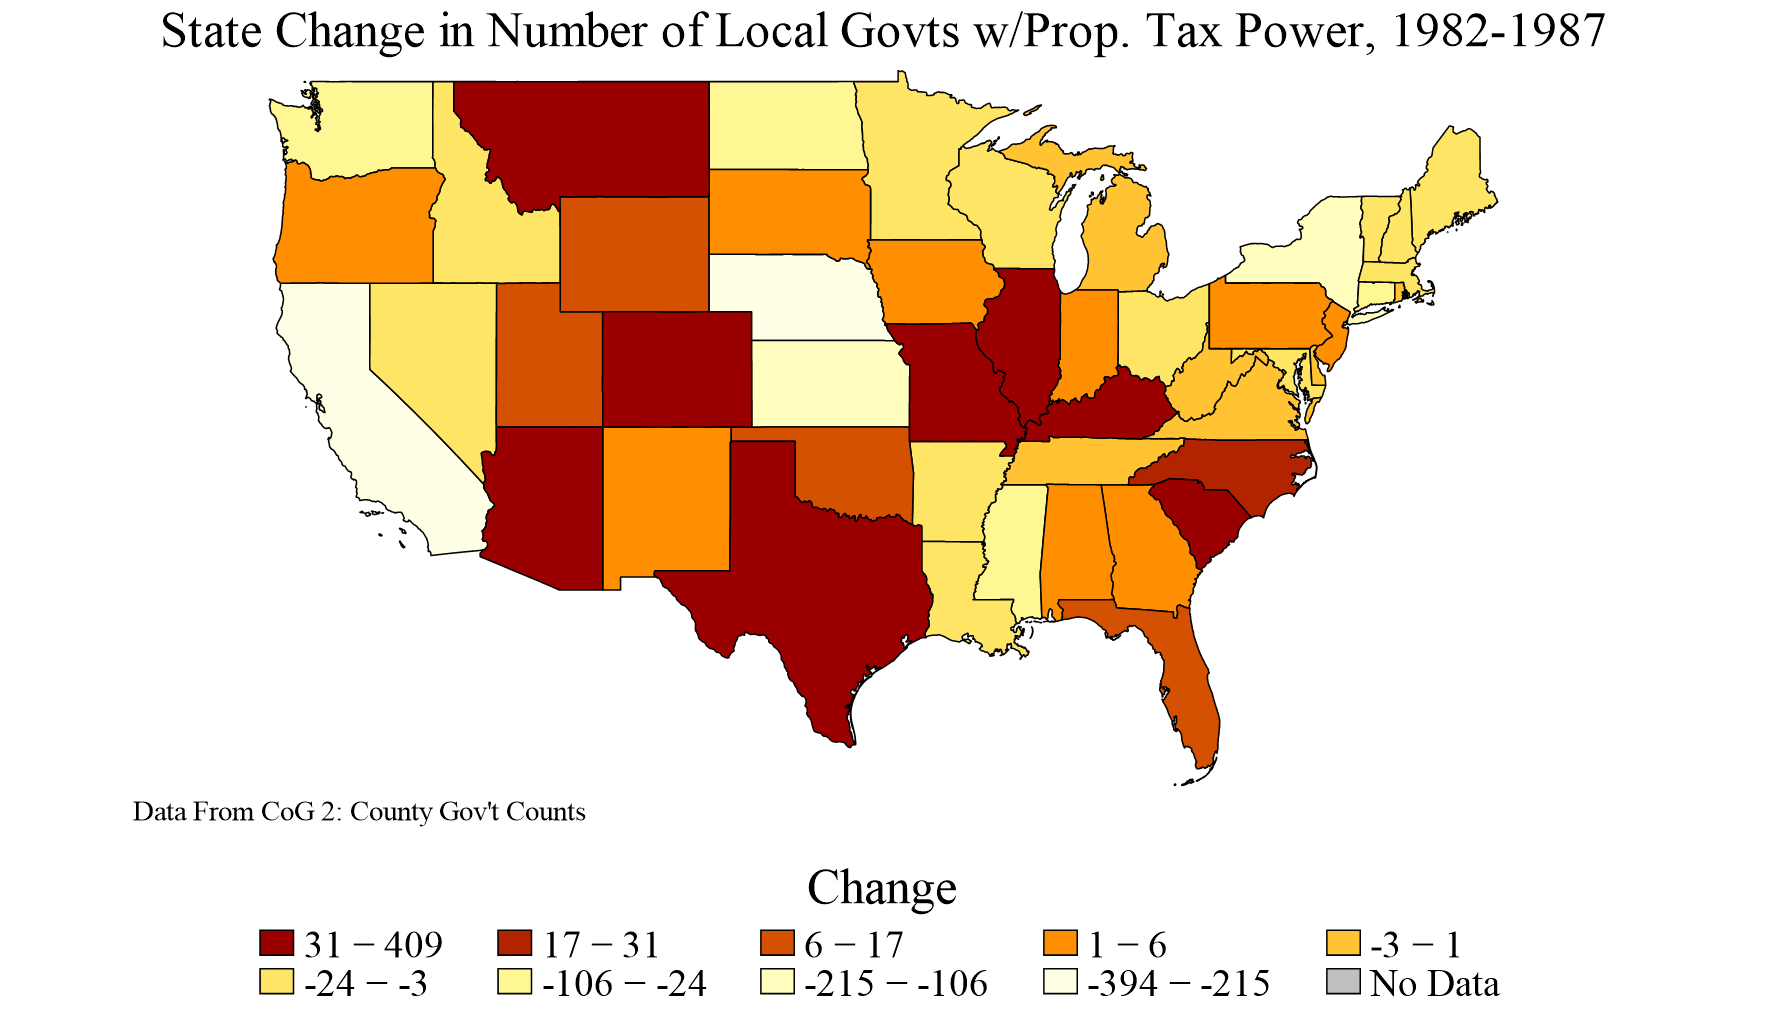 State Change in Number of Local Govts w/Prop. Tax Power, 1982-1987
Data From CoG 2: County Gov't Counts
Change
31 − 409 17 − 31 6 − 17 1 − 6 -3 − 1
-24 − -3 -106 − -24 -215 − -106 -394 − -215 No Data